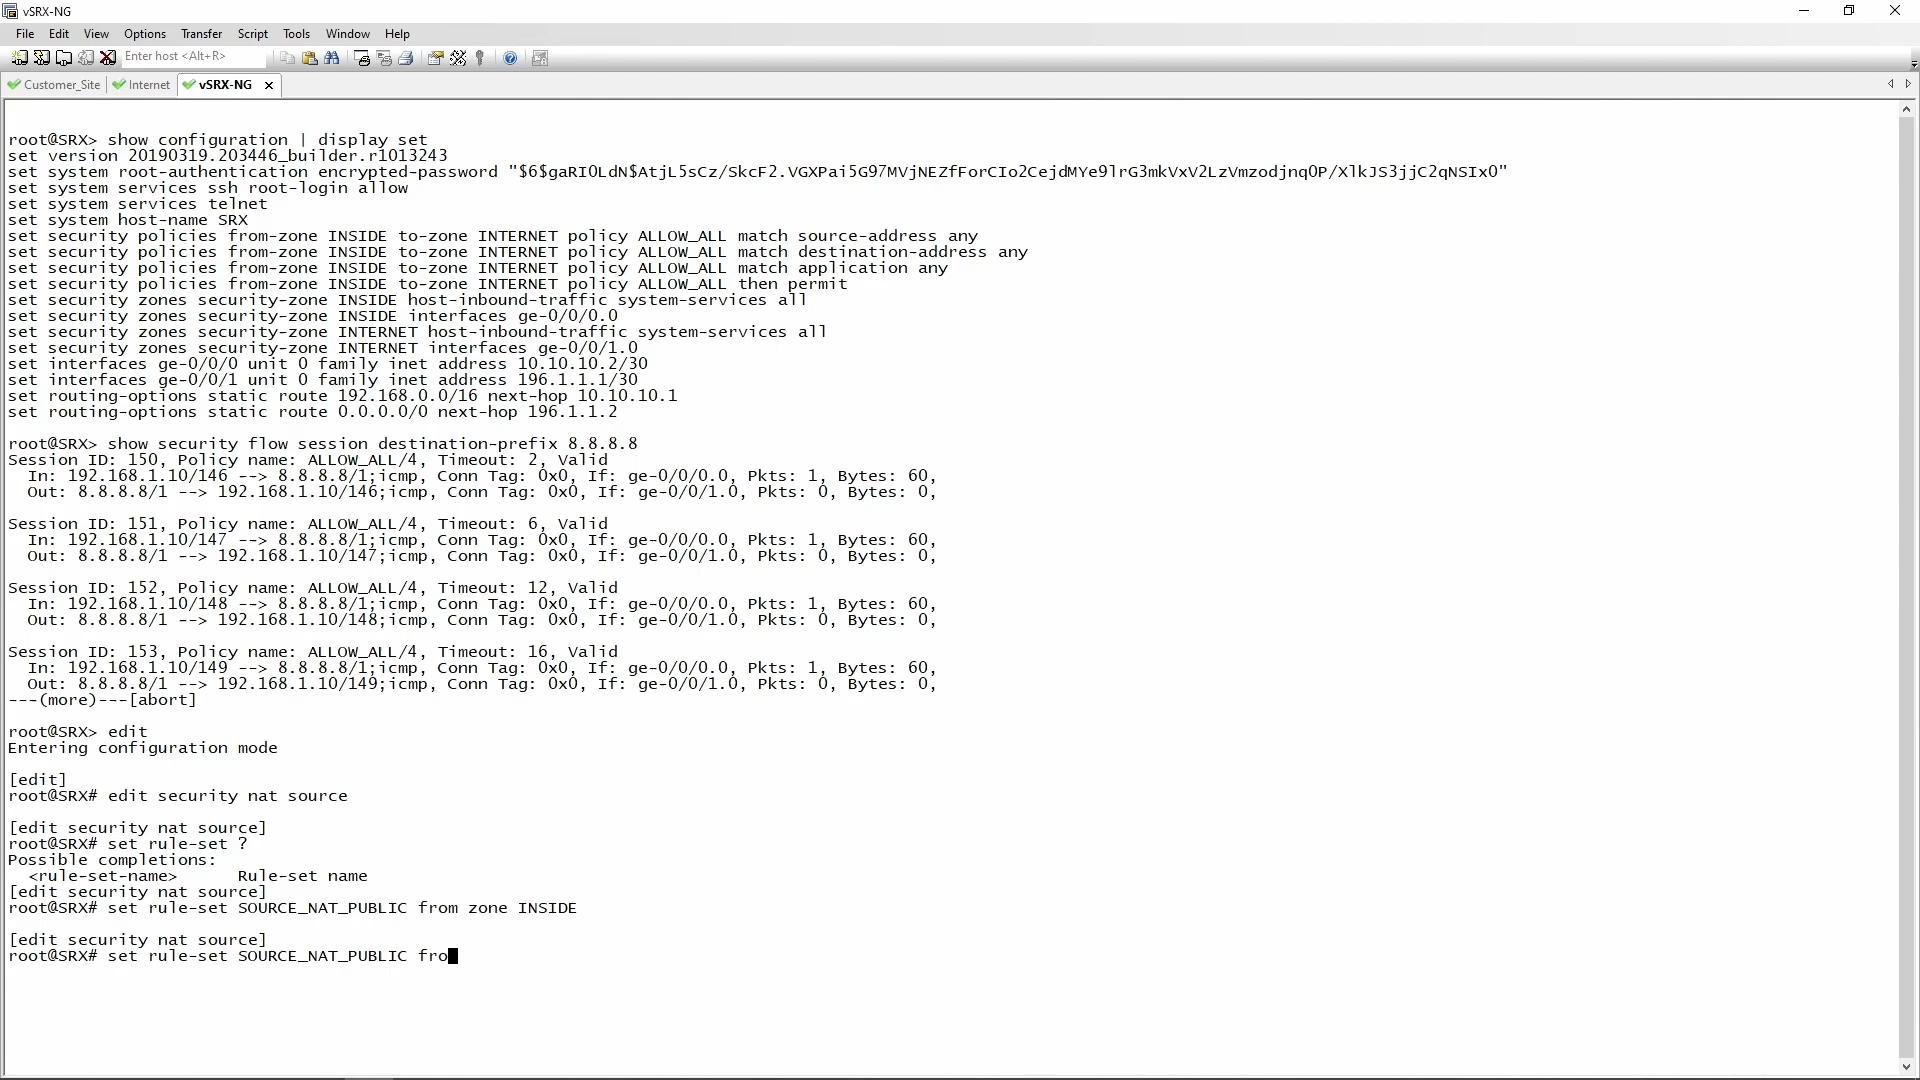 vSRX-NG
File Edit View Options Transfer Script Tools Window Help
Enter host <Alt+R>
Customer_Site Internet vSRX-NG
root@SRX> show configuration | display set
set version 20190319.203446_builder.r1013243
set system root-authentication encrypted-password "$6$gaRIOLdN$AtjL5sCz/SkcF2.VGXPai5G97MVjNEZfForCIo2CejdMYe9lrG3mkVxV2LzVmzodjnqOP/XlkJS3jjC2qNSIxO"
set system services ssh root-login allow
set system services telnet
set system host-name SRX
set security policies from-zone INSIDE to-zone INTERNET policy ALLOW_ALL match source-address any
set security policies from-zone INSIDE to-zone INTERNET policy ALLOW_ALL match destination-address any
set security policies from-zone INSIDE to-zone INTERNET policy ALLOW_ALL match application any
set security policies from-zone INSIDE to-zone INTERNET policy ALLOW_ALL then permit
set security zones security-zone INSIDE host-inbound-traffic system-services all
set security zones security-zone INSIDE interfaces ge-0/0/0.0
set security zones security-zone INTERNET host-inbound-traffic system-services all
set security zones security-zone INTERNET interfaces ge-0/0/1.0
set interfaces ge-0/0/0 unit 0 family inet address 10.10.10.2/30
set interfaces ge-0/0/1 unit 0 family inet address 196.1.1.1/30
set routing-options static route 192.168.0.0/16 next-hop 10.10.10.1
set routing-options static route 0.0.0.0/0 next-hop 196.1.1.2
root@SRX> show security flow session destination-prefix 8.8.8.8
Session ID: 150, Policy name: ALLOW_ALL/4, Timeout: 2, Valid
In: 192.168.1.10/146 --> 8.8.8.8/1;icmp, Conn Tag: 0x0, If: ge-0/0/0.0, Pkts: 1, Bytes: 60,
Out: 8.8.8.8/1 --> 192.168.1.10/146;icmp, Conn Tag: 0x0, If: ge-0/0/1.0, Pkts: 0, Bytes: 0,
Session ID: 151, Policy name: ALLOW_ALL/4, Timeout: 6, Valid
In: 192.168.1.10/147 --> 8.8.8.8/1;icmp, Conn Tag: 0x0, If: ge-0/0/0.0, Pkts: 1, Bytes: 60,
Out: 8.8.8.8/1 --> 192.168.1.10/147;icmp, Conn Tag: 0x0, If: ge-0/0/1.0, Pkts: 0, Bytes: 0,
Session ID: 152, Policy name: ALLOW_ALL/4, Timeout: 12, Valid
In: 192.168.1.10/148 --> 8.8.8.8/1;icmp, Conn Tag: 0x0, If: ge-0/0/0.0, Pkts: 1, Bytes: 60,
Out: 8.8.8.8/1 --> 192.168.1.10/148;icmp, Conn Tag: 0x0, If: ge-0/0/1.0, Pkts: 0, Bytes: 0,
Session ID: 153, Policy name: ALLOW_ALL/4, Timeout: 16, Valid
In: 192.168.1.10/149 --> 8.8.8.8/1;icmp, Conn Tag: 0x0, If: ge-0/0/0.0, Pkts: 1, Bytes: 60,
Out: 8.8.8.8/1 --> 192.168.1.10/149;icmp, Conn Tag: 0x0, If: ge-0/0/1.0, Pkts: 0, Bytes: 0,
---(more)---[abort]
root@SRX> edit
Entering configuration mode
[edit]
root@SRX# edit security nat source
[edit security nat source]
root@SRX# set rule-set ?
Possible completions:
<rule-set-name> Rule-set name
[edit security nat source]
root@SRX# set rule-set SOURCE_NAT_PUBLIC from zone INSIDE
[edit security nat source]
root@SRX# set rule-set SOURCE_NAT_PUBLIC fro